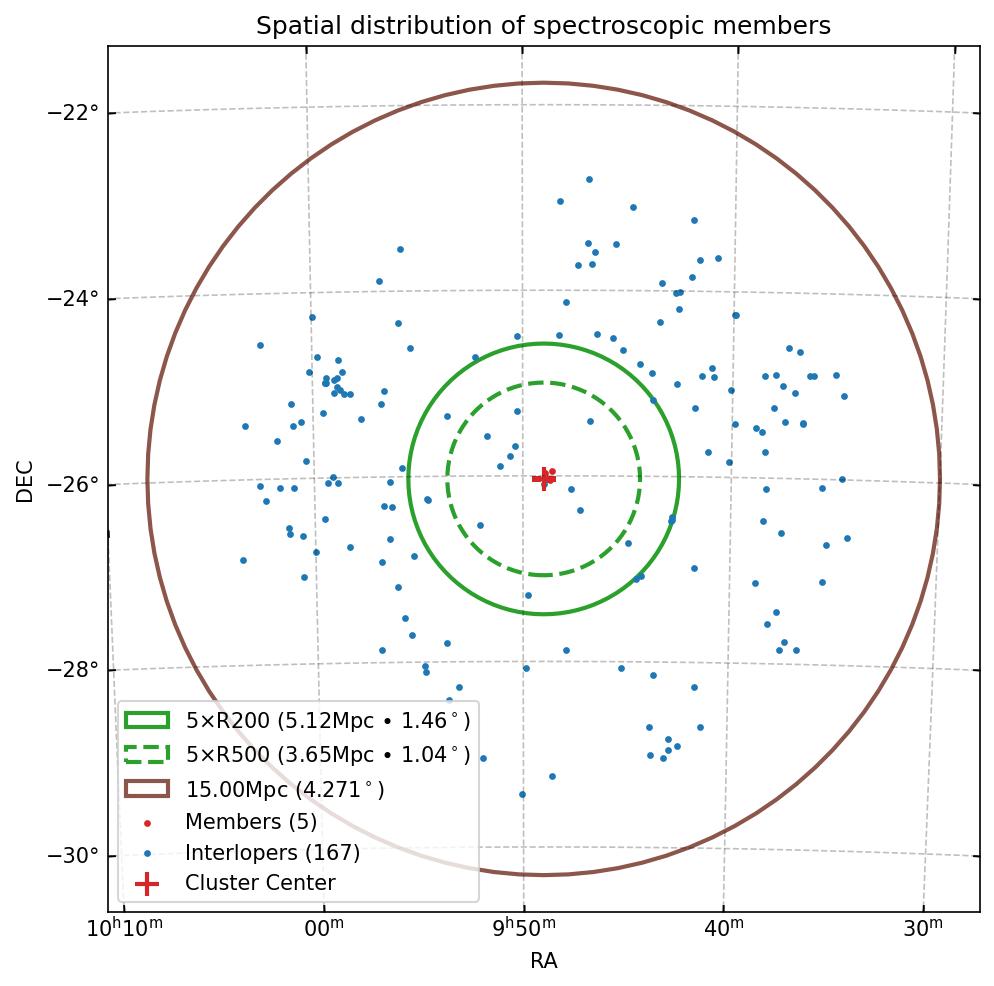 Spatial distribution of spectroscopic members
DEC
−22°
−24°
−26°
−28°
−30°
5×R200 (5.12Mpc • 1.46°)
5×R500 (3.65Mpc • 1.04°)
15.00Mpc (4.271°)
Members (5)
Interlopers (167)
Cluster Center
10ʰ10ᵐ 00ᵐ 9ʰ50ᵐ 40ᵐ 30ᵐ
RA